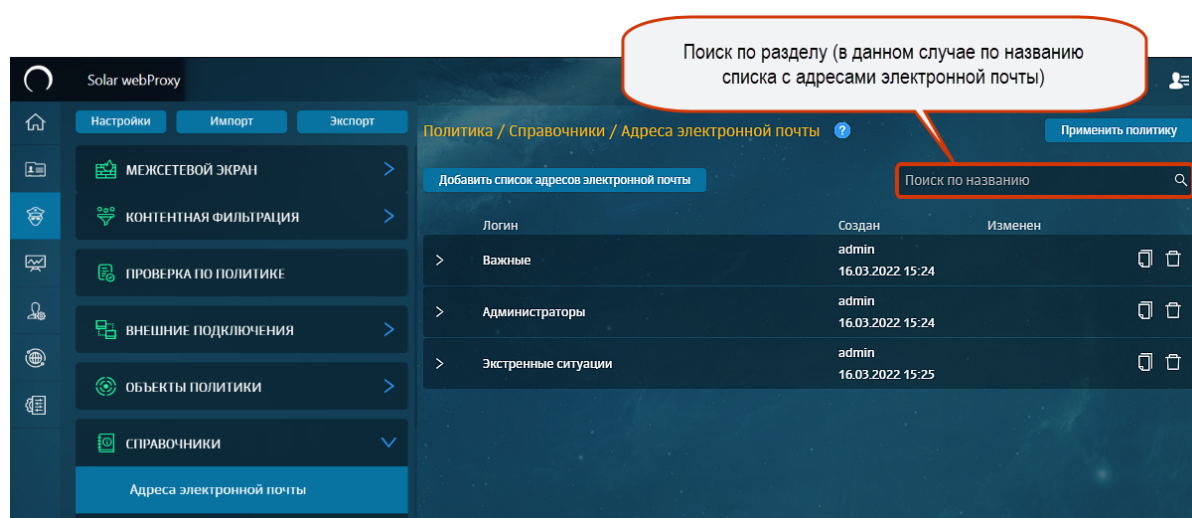 Поиск по разделу (в данном случае по названию
списка с адресами электронной почты)
Solar webProxy
Настройки
Импорт
Экспорт
Политика / Справочники / Адреса электронной почты
?
Применить политику
МЕЖСЕТЕВОЙ ЭКРАН
КОНТЕНТНАЯ ФИЛЬТРАЦИЯ
ПРОВЕРКА ПО ПОЛИТИКЕ
ВНЕШНИЕ ПОДКЛЮЧЕНИЯ
ОБЪЕКТЫ ПОЛИТИКИ
СПРАВОЧНИКИ
Адреса электронной почты
Добавить список адресов электронной почты
Поиск по названию
Логин
Создан
Изменен
Важные
admin
16.03.2022 15:24
Администраторы
admin
16.03.2022 15:24
Экстренные ситуации
admin
16.03.2022 15:25